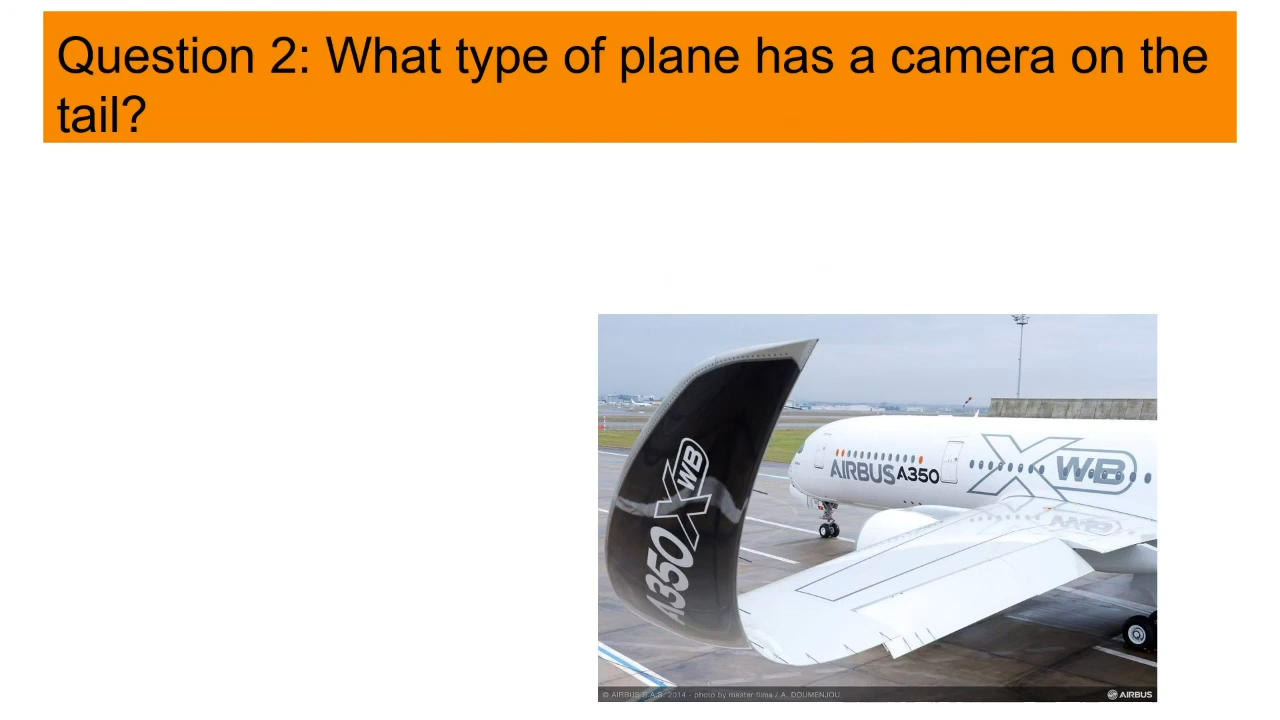 Question 2: What type of plane has a camera on the
tail?
AIRBUS A350
XWB
A350 XWB
© AIRBUS S.A.S. 2014 - photo by master films / A. DOUMENJOU
AIRBUS